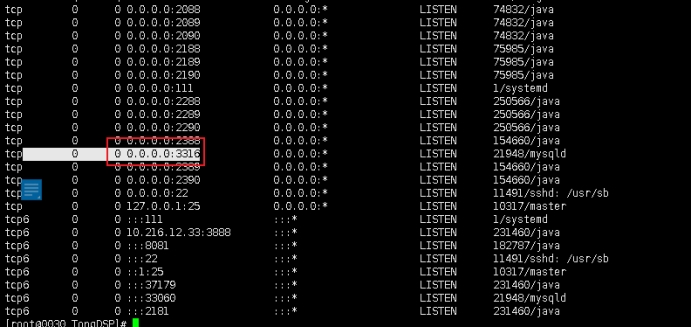 tcp 0 0 0.0.0.0:2088 0.0.0.0:* LISTEN 74832/java
tcp 0 0 0.0.0.0:2089 0.0.0.0:* LISTEN 74832/java
tcp 0 0 0.0.0.0:2090 0.0.0.0:* LISTEN 74832/java
tcp 0 0 0.0.0.0:2188 0.0.0.0:* LISTEN 75985/java
tcp 0 0 0.0.0.0:2189 0.0.0.0:* LISTEN 75985/java
tcp 0 0 0.0.0.0:2190 0.0.0.0:* LISTEN 75985/java
tcp 0 0 0.0.0.0:111 0.0.0.0:* LISTEN 1/systemd
tcp 0 0 0.0.0.0:2288 0.0.0.0:* LISTEN 250566/java
tcp 0 0 0.0.0.0:2289 0.0.0.0:* LISTEN 250566/java
tcp 0 0 0.0.0.0:2290 0.0.0.0:* LISTEN 250566/java
tcp 0 0 0.0.0.0:2388 0.0.0.0:* LISTEN 154660/java
tcp 0 0 0.0.0.0:3316 0.0.0.0:* LISTEN 21948/mysqld
tcp 0 0 0.0.0.0:2389 0.0.0.0:* LISTEN 154660/java
tcp 0 0 0.0.0.0:2390 0.0.0.0:* LISTEN 154660/java
tcp 0 0 0.0.0.0:22 0.0.0.0:* LISTEN 11491/sshd: /usr/sb
tcp 0 0 127.0.0.1:25 0.0.0.0:* LISTEN 10317/master
tcp6 0 0 :::111 :::* LISTEN 1/systemd
tcp6 0 0 10.216.12.33:3888 :::* LISTEN 231460/java
tcp6 0 0 :::8081 :::* LISTEN 182787/java
tcp6 0 0 :::22 :::* LISTEN 11491/sshd: /usr/sb
tcp6 0 0 ::1:25 :::* LISTEN 10317/master
tcp6 0 0 :::37179 :::* LISTEN 231460/java
tcp6 0 0 :::33060 :::* LISTEN 21948/mysqld
tcp6 0 0 :::2181 :::* LISTEN 231460/java
[root@0030 TongDSP]#